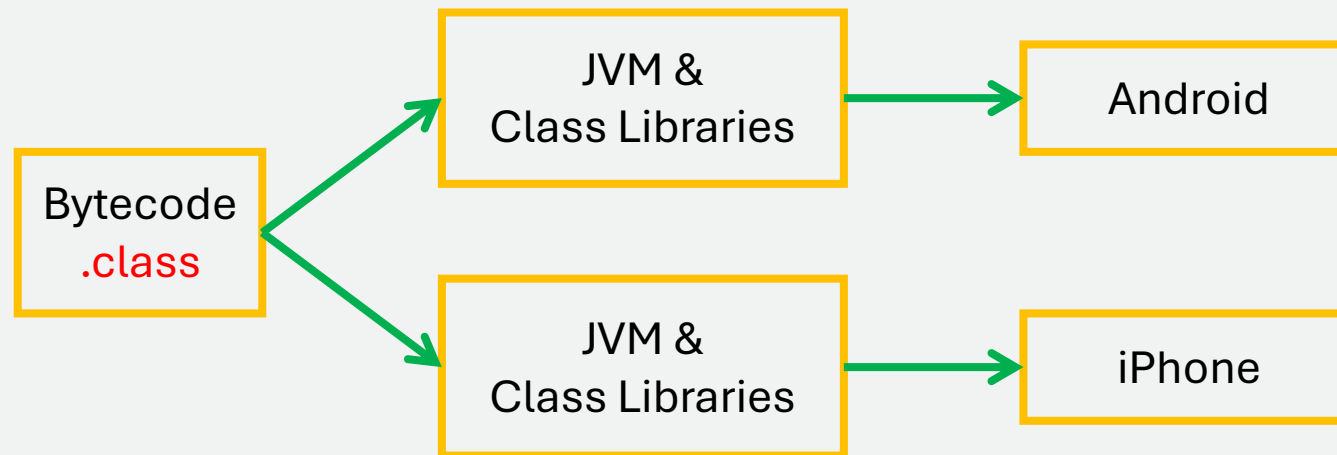 JVM &
Class Libraries
Android
Bytecode
.class
JVM &
Class Libraries
iPhone